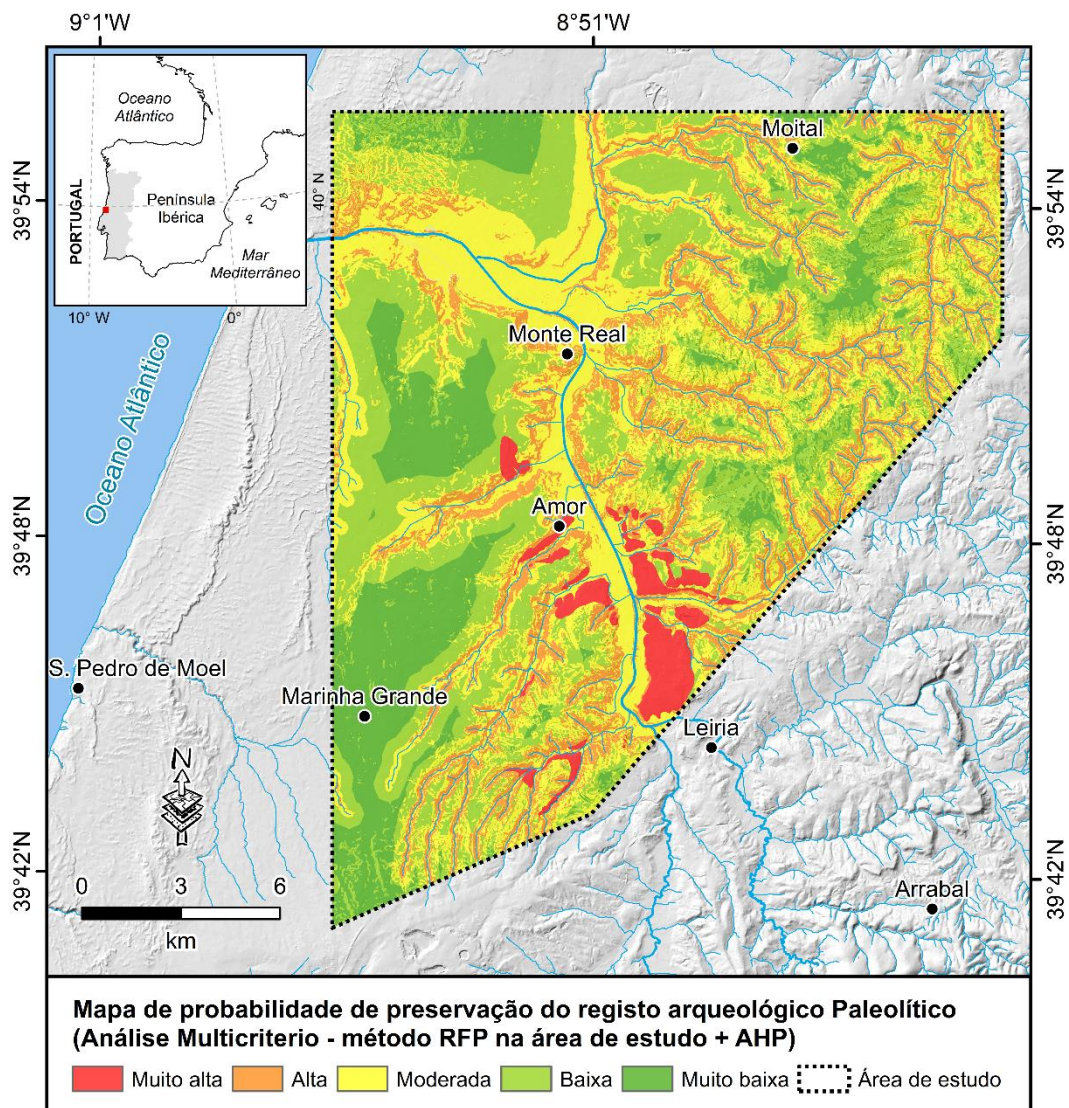 9°1'W
8°51'W
Oceano
Atlântico
PORTUGAL
Península
Ibérica
40° N
Mar
Mediterrâneo
10° W
0°
39°54'N
39°54'N
Moital
Monte Real
Oceano Atlântico
Amor
39°48'N
39°48'N
S. Pedro de Moel
Marinha Grande
Leiria
N
39°42'N
39°42'N
Arrabal
0 3 6
km
Mapa de probabilidade de preservação do registo arqueológico Paleolítico
(Análise Multicriterio - método RFP na área de estudo + AHP)
Muito alta Alta Moderada Baixa Muito baixa Área de estudo